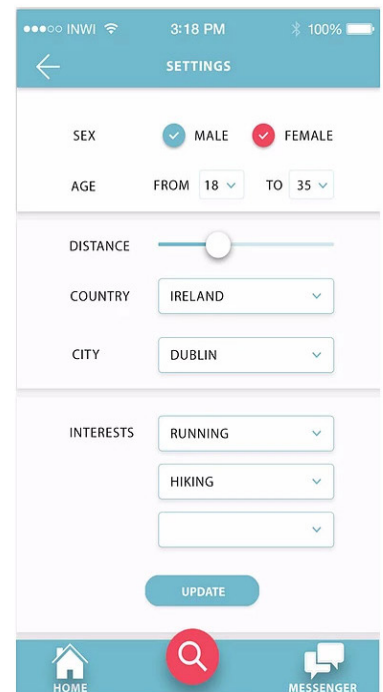 INWI 3:18 PM 100%
SETTINGS
SEX MALE FEMALE
AGE FROM 18 TO 35
DISTANCE
COUNTRY IRELAND
CITY DUBLIN
INTERESTS RUNNING
HIKING
UPDATE
HOME MESSENGER